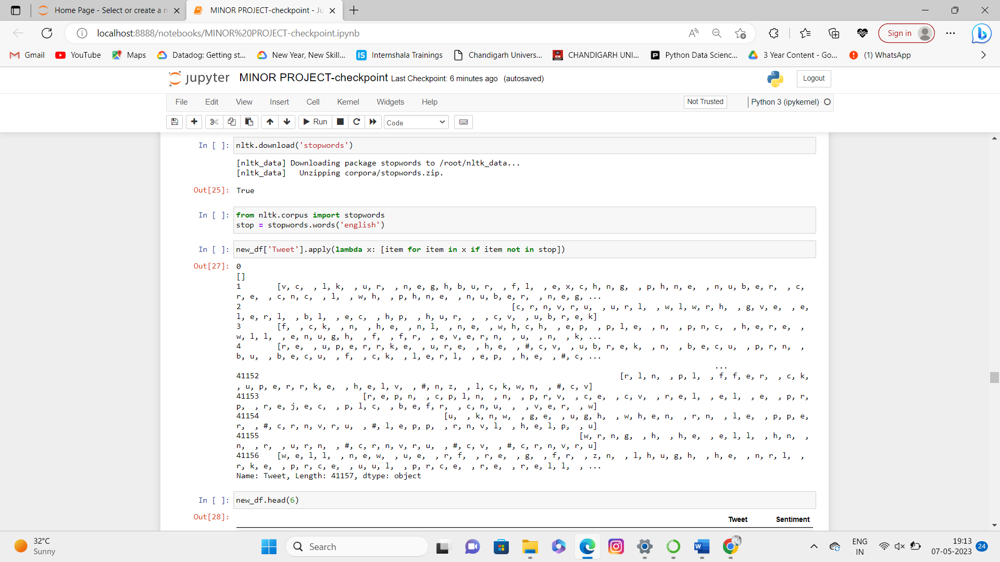 Home Page - Select or create a n
MINOR PROJECT-checkpoint - Ju
localhost:8888/notebooks/MINOR%20PROJECT-checkpoint.ipynb
Sign in
Gmail
YouTube
Maps
Datadog: Getting st...
New Year, New Skill...
Internshala Trainings
Chandigarh Univers...
CHANDIGARH UNI...
Python Data Scienc...
3 Year Content - Go...
(1) WhatsApp
jupyter MINOR PROJECT-checkpoint Last Checkpoint: 6 minutes ago (autosaved)
Logout
File Edit View Insert Cell Kernel Widgets Help
Not Trusted
Python 3 (ipykernel)
Run
Code
In [ ]: nltk.download('stopwords')
[nltk_data] Downloading package stopwords to /root/nltk_data...
[nltk_data]   Unzipping corpora/stopwords.zip.
Out[25]: True
In [ ]: from nltk.corpus import stopwords
stop = stopwords.words('english')
In [ ]: new_df['Tweet'].apply(lambda x: [item for item in x if item not in stop])
Out[27]: 0
[]
1        [v, c,  , l, k,  , u, r,  , n, e, g, h, b, u, r,  , f, l,  , e, x, c, h, n, g,  , p, h, n, e,  , n, u, b, e, r,  , c,
r, e,  , c, n, c,  , l,  , w, h,  , p, h, n, e,  , n, u, b, e, r,  , n, e, g, ...
2        [c, r, n, v, r, u,  , u, r, l,  , w, l, w, r, h,  , g, v, e,  , e,
l, e, r, l,  , b, l,  , e, c,  , h, p,  , h, u, r,  ,  , c, v,  , u, b, r, e, k]
3        [f,  , c, k,  , n,  , h, e,  , n, l,  , n, e,  , w, h, c, h,  , e, p,  , p, l, e,  , n,  , p, n, c,  , h, e, r, e,  ,
w, l, l,  , e, n, u, g, h,  , f,  , f, r,  , e, v, e, r, n,  , u,  , n,  , k, ...
4        [r, e,  , u, p, e, r, r, k, e,  , u, r, e,  , h, e,  , #, c, v,  , u, b, r, e, k,  , n,  , b, e, c, u,  , p, r, n,  ,
b, u,  , b, e, c, u,  , f,  , c, k,  , l, e, r, l,  , e, p,  , h, e,  , #, c, ...
...
41152        [r, l, n,  , p, l,  , f, f, e, r,  , c, k,
, u, p, e, r, r, k, e,  , h, e, l, v,  , #, n, z,  , l, c, k, w, n,  , #, c, v]
41153        [r, e, p, n,  , c, p, l, n,  , n,  , p, r, v,  , c, e,  , c, v,  , r, e, l,  , e, l,  , e,  , p, r,
p,  , r, e, j, e, c,  , p, l, c,  , b, e, f, r,  , c, n, u,  ,  , v, e, r,  , w]
41154        [u,  , k, n, w,  , g, e,  , u, g, h,  , w, h, e, n,  , r, n,  , l, e,  , p, p, e,
r,  , #, c, r, n, v, r, u,  , #, l, e, p, p,  , r, n, v, l,  , h, e, l, p,  , u]
41155        [w, r, n, g,  , h,  , h, e,  , e, l, l,  , h, n,  ,
n,  , r,  , u, r, n,  , #, c, r, n, v, r, u,  , #, c, v,  , #, c, r, n, v, r, u]
41156    [w, e, l, l,  , n, e, w,  , u, e,  , r, f,  , r, e,  , g,  , f, r,  , z, n,  , l, h, u, g, h,  , h, e,  , n, r, l,  ,
r, k, e,  , p, r, c, e,  , u, u, l,  , p, r, c, e,  , r, e,  , r, e, l, l,  , ...
Name: Tweet, Length: 41157, dtype: object
In [ ]: new_df.head(6)
Out[28]:
Tweet Sentiment
32°C
Sunny
Search
ENG
IN
19:13
07-05-2023
24